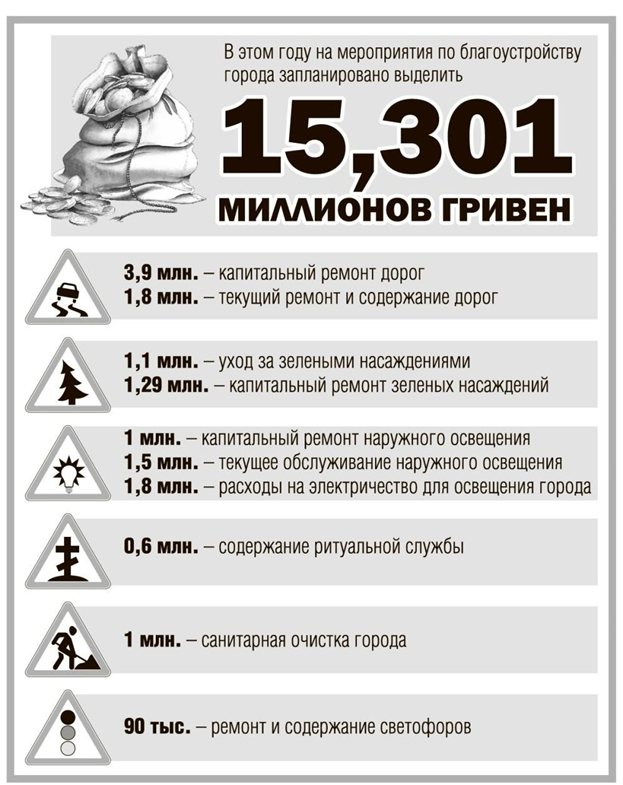 В этом году на мероприятия по благоустройству
города запланировано выделить
15,301
МИЛЛИОНОВ ГРИВЕН
3,9 млн. – капитальный ремонт дорог
1,8 млн. – текущий ремонт и содержание дорог
1,1 млн. – уход за зелеными насаждениями
1,29 млн. – капитальный ремонт зеленых насаждений
1 млн. – капитальный ремонт наружного освещения
1,5 млн. – текущее обслуживание наружного освещения
1,8 млн. – расходы на электричество для освещения города
0,6 млн. – содержание ритуальной службы
1 млн. – санитарная очистка города
90 тыс. – ремонт и содержание светофоров